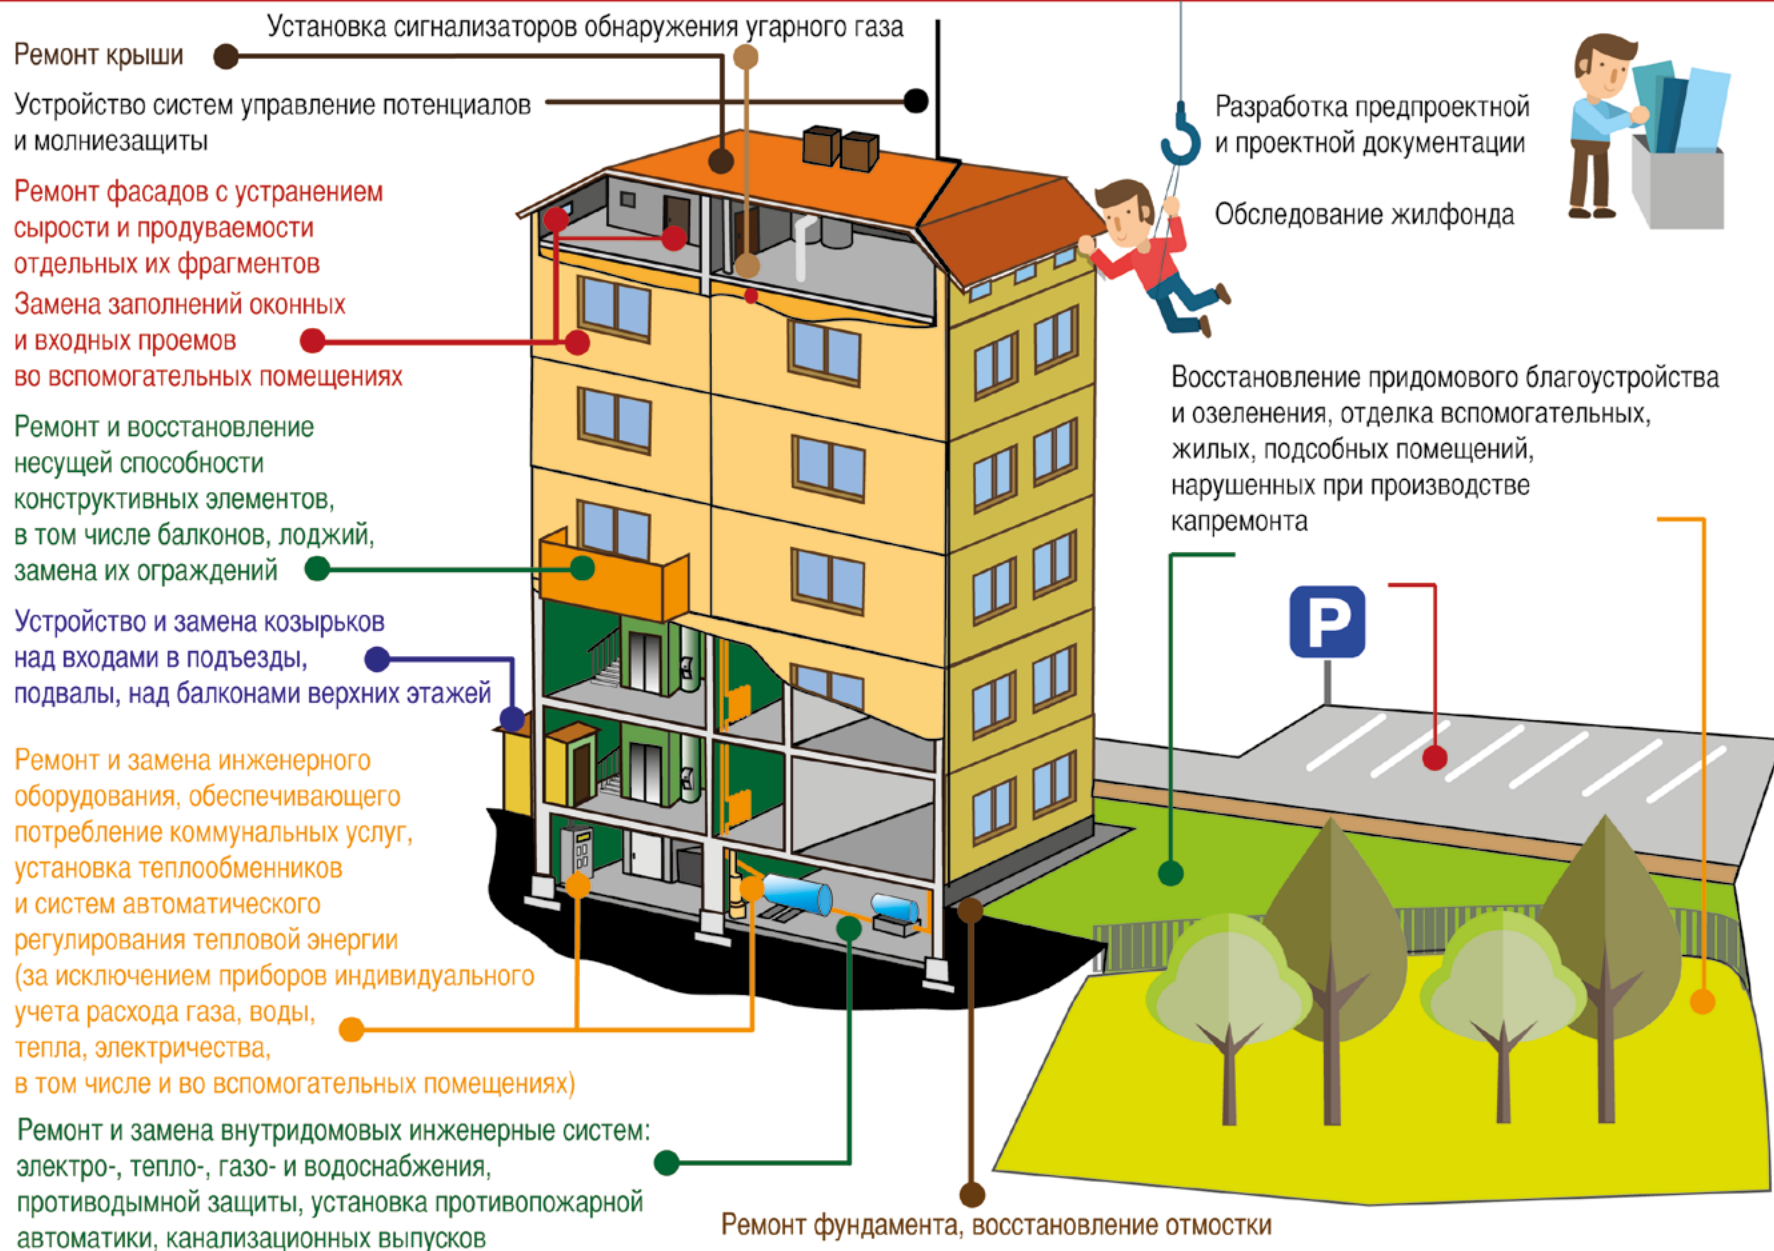 Установка сигнализаторов обнаружения угарного газа
Ремонт крыши
Устройство систем управление потенциалов
и молниезащиты
Ремонт фасадов с устранением
сырости и продуваемости
отдельных их фрагментов
Замена заполнений оконных
и входных проемов
во вспомогательных помещениях
Ремонт и восстановление
несущей способности
конструктивных элементов,
в том числе балконов, лоджий,
замена их ограждений
Устройство и замена козырьков
над входами в подъезды,
подвалы, над балконами верхних этажей
Ремонт и замена инженерного
оборудования, обеспечивающего
потребление коммунальных услуг,
установка теплообменников
и систем автоматического
регулирования тепловой энергии
(за исключением приборов индивидуального
учета расхода газа, воды,
тепла, электричества,
в том числе и во вспомогательных помещениях)
Ремонт и замена внутридомовых инженерные систем:
электро-, тепло-, газо- и водоснабжения,
противодымной защиты, установка противопожарной
автоматики, канализационных выпусков
Разработка предпроектной
и проектной документации
Обследование жилфонда
Восстановление придомового благоустройства
и озеленения, отделка вспомогательных,
жилых, подсобных помещений,
нарушенных при производстве
капремонта
P
Ремонт фундамента, восстановление отмостки